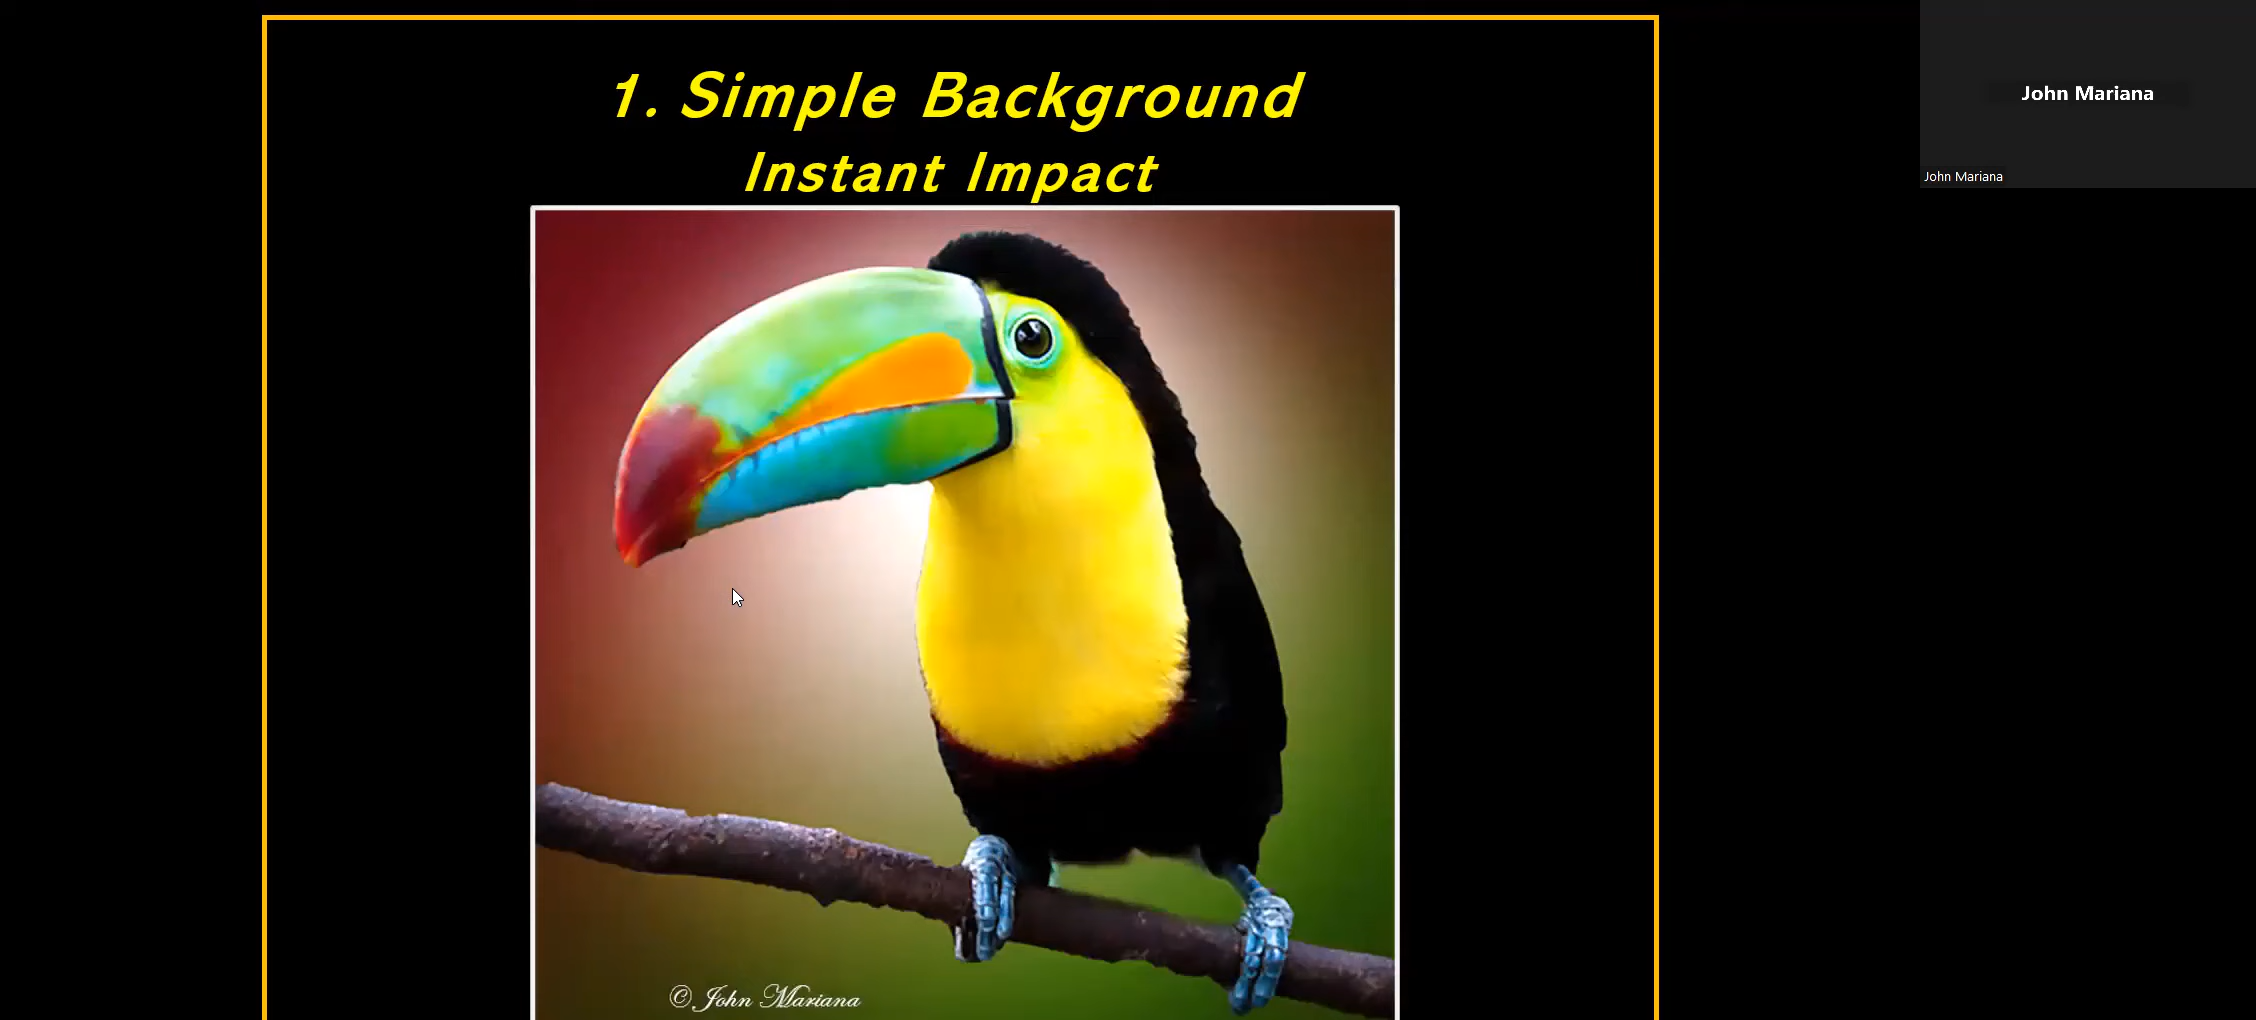 1. Simple Background
Instant Impact
© John Mariana
John Mariana
John Mariana